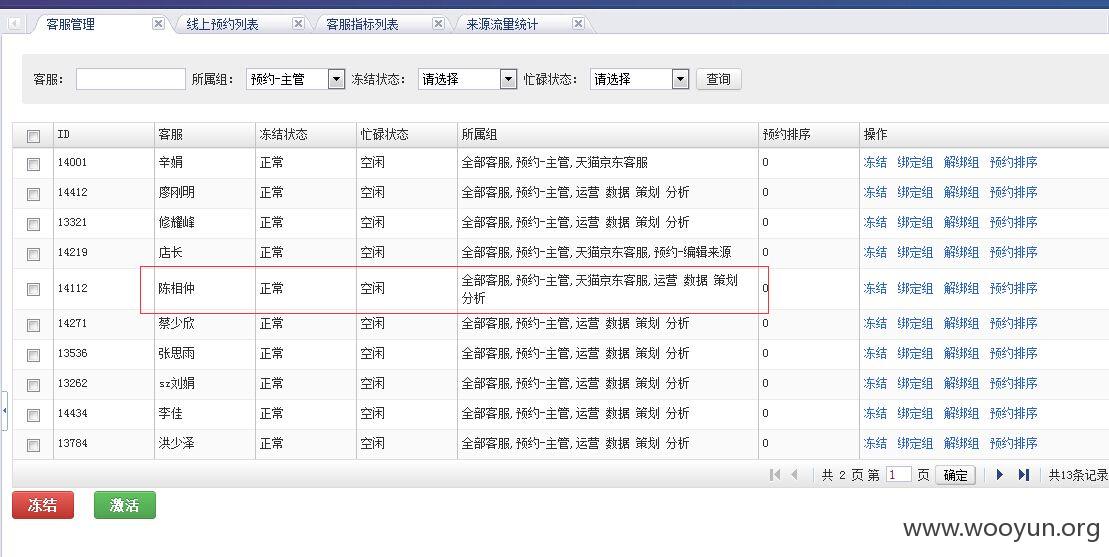 客服管理 线上预约列表 客服指标列表 来源流量统计
客服： 所属组： 预约-主管 冻结状态： 请选择 忙碌状态： 请选择 查询
ID 客服 冻结状态 忙碌状态 所属组 预约排序 操作
14001 辛娟 正常 空闲 全部客服,预约-主管,天猫京东客服 0 冻结 绑定组 解绑组 预约排序
14412 廖刚明 正常 空闲 全部客服,预约-主管,运营 数据 策划 分析 0 冻结 绑定组 解绑组 预约排序
13321 修耀峰 正常 空闲 全部客服,预约-主管,运营 数据 策划 分析 0 冻结 绑定组 解绑组 预约排序
14219 店长 正常 空闲 全部客服,预约-主管,天猫京东客服,预约-编辑来源 0 冻结 绑定组 解绑组 预约排序
14112 陈相仲 正常 空闲 全部客服,预约-主管,天猫京东客服,运营 数据 策划 0 冻结 绑定组 解绑组 预约排序
分析
14271 蔡少欣 正常 空闲 全部客服,预约-主管,运营 数据 策划 分析 0 冻结 绑定组 解绑组 预约排序
13536 张思雨 正常 空闲 全部客服,预约-主管,运营 数据 策划 分析 0 冻结 绑定组 解绑组 预约排序
13262 sz刘娟 正常 空闲 全部客服,预约-主管,运营 数据 策划 分析 0 冻结 绑定组 解绑组 预约排序
14434 李佳 正常 空闲 全部客服,预约-主管,运营 数据 策划 分析 0 冻结 绑定组 解绑组 预约排序
13784 洪少泽 正常 空闲 全部客服,预约-主管,运营 数据 策划 分析 0 冻结 绑定组 解绑组 预约排序
共 2 页 第 1 页 确定 共13条记录
冻结 激活
www.wooyun.org